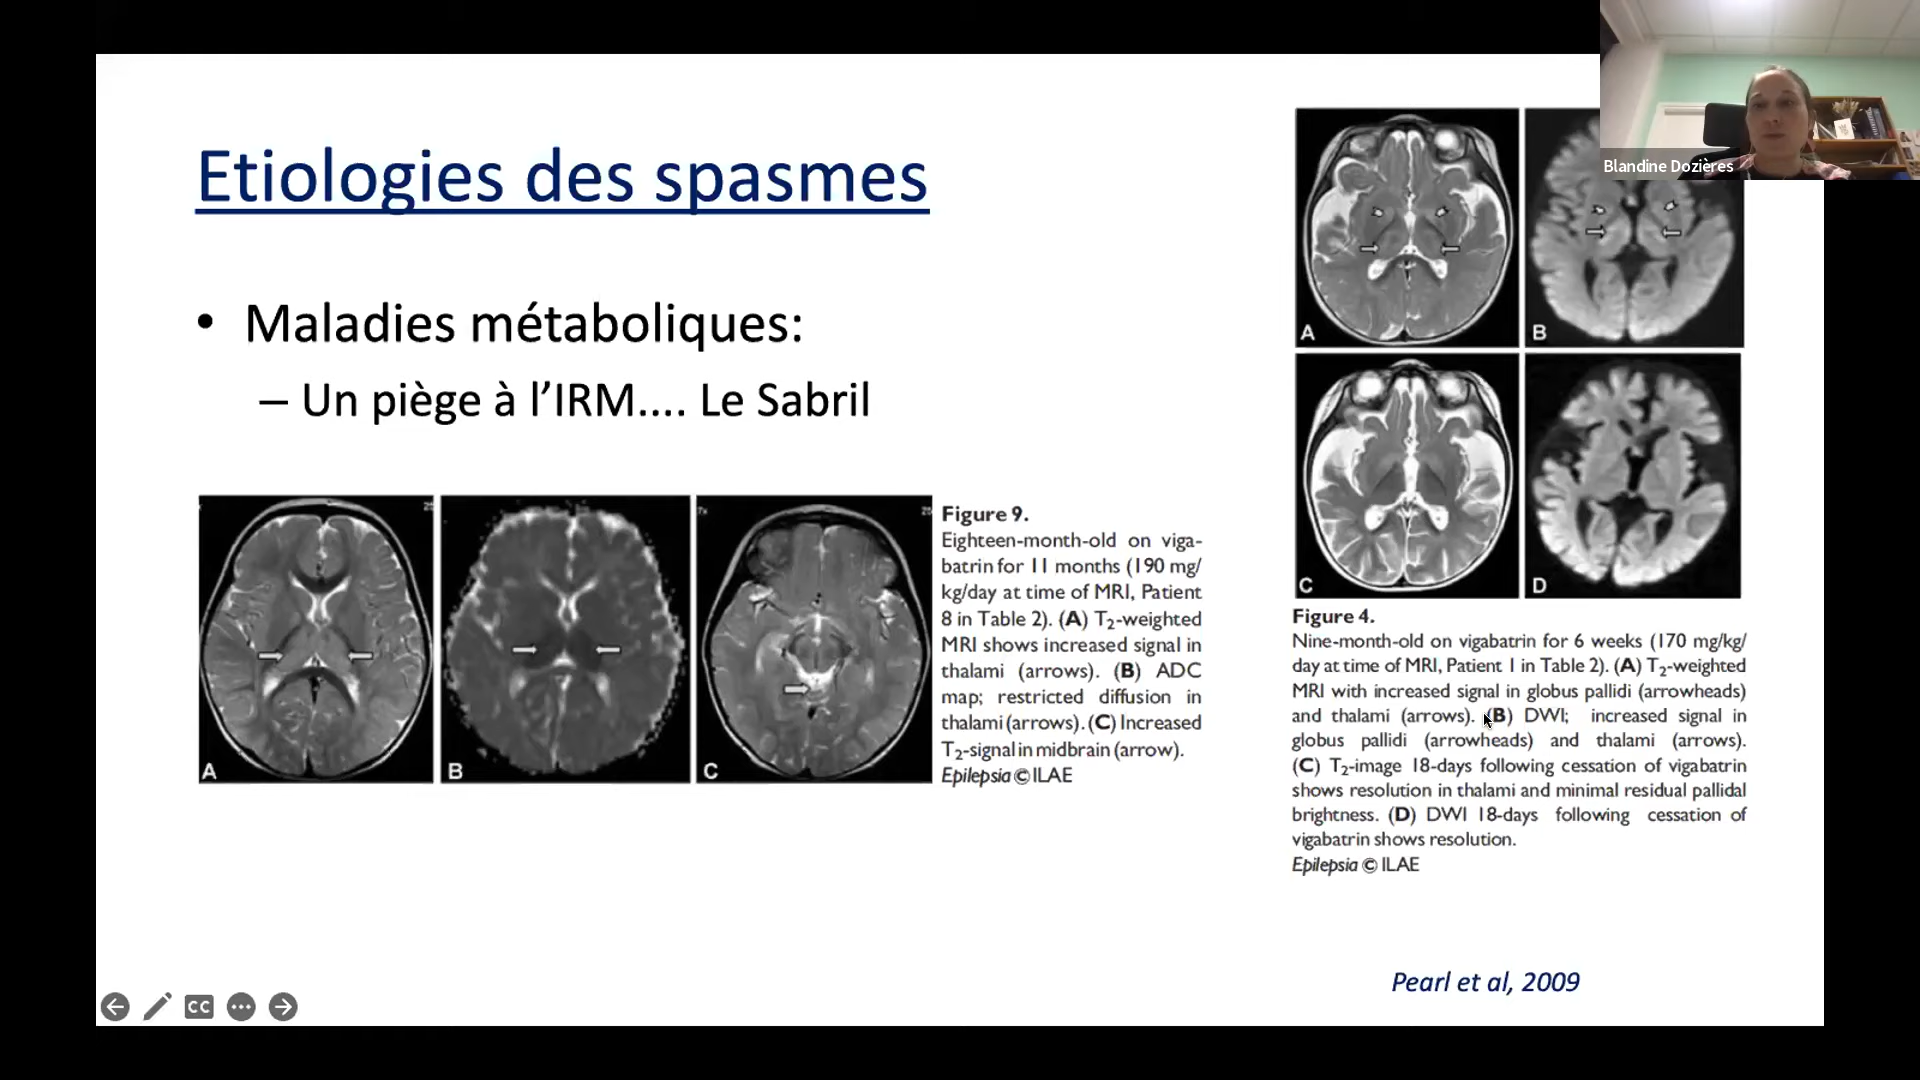 Blandine Dozières
Etiologies des spasmes
• Maladies métaboliques:
– Un piège à l’IRM.... Le Sabril
A
B
C
Figure 9.
Eighteen-month-old on viga-
batrin for 11 months (190 mg/
kg/day at time of MRI, Patient
8 in Table 2). (A) T2-weighted
MRI shows increased signal in
thalami (arrows). (B) ADC
map; restricted diffusion in
thalami (arrows). (C) Increased
T2-signal in midbrain (arrow).
Epilepsia © ILAE
A
B
C
D
Figure 4.
Nine-month-old on vigabatrin for 6 weeks (170 mg/kg/
day at time of MRI, Patient 1 in Table 2). (A) T2-weighted
MRI with increased signal in globus pallidi (arrowheads)
and thalami (arrows). (B) DWI; increased signal in
globus pallidi (arrowheads) and thalami (arrows).
(C) T2-image 18-days following cessation of vigabatrin
shows resolution in thalami and minimal residual pallidal
brightness. (D) DWI 18-days following cessation of
vigabatrin shows resolution.
Epilepsia © ILAE
Pearl et al, 2009
CC